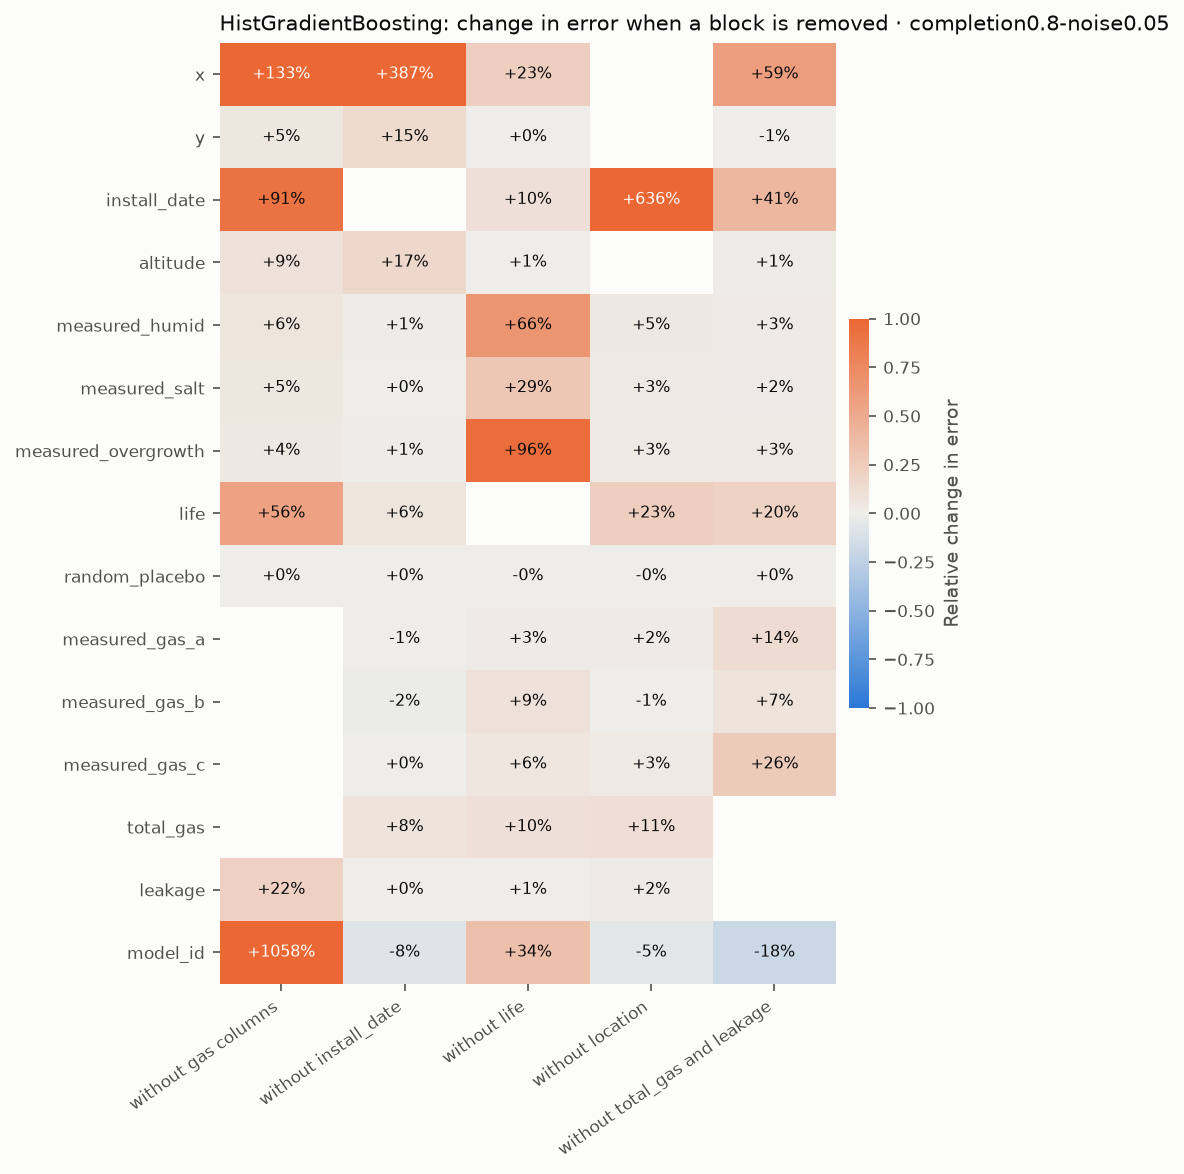 HistGradientBoosting: change in error when a block is removed · completion0.8-noise0.05
x +133% +387% +23% +59%
y +5% +15% +0% -1%
install_date +91% +10% +636% +41%
altitude +9% +17% +1% +1%
measured_humid +6% +1% +66% +5% +3%
measured_salt +5% +0% +29% +3% +2%
measured_overgrowth +4% +1% +96% +3% +3%
life +56% +6% +23% +20%
random_placebo +0% +0% -0% -0% +0%
measured_gas_a -1% +3% +2% +14%
measured_gas_b -2% +9% -1% +7%
measured_gas_c +0% +6% +3% +26%
total_gas +8% +10% +11%
leakage +22% +0% +1% +2%
model_id +1058% -8% +34% -5% -18%
without gas columns
without install_date
without life
without location
without total_gas and leakage
1.00
0.75
0.50
0.25
0.00
−0.25
−0.50
−0.75
−1.00
Relative change in error